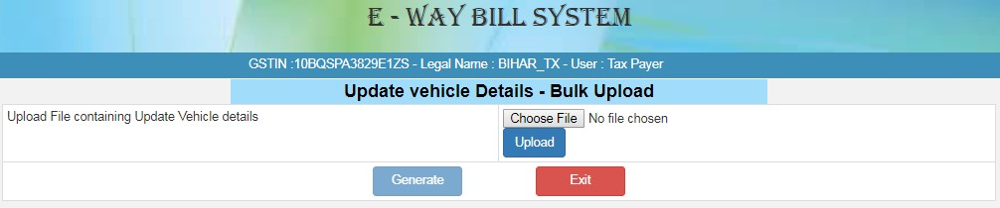 E - WAY BILL SYSTEM
GSTIN :10BQSPA3829E1ZS - Legal Name : BIHAR_TX - User : Tax Payer
Update vehicle Details - Bulk Upload
Upload File containing Update Vehicle details
Choose File No file chosen
Upload
Generate Exit